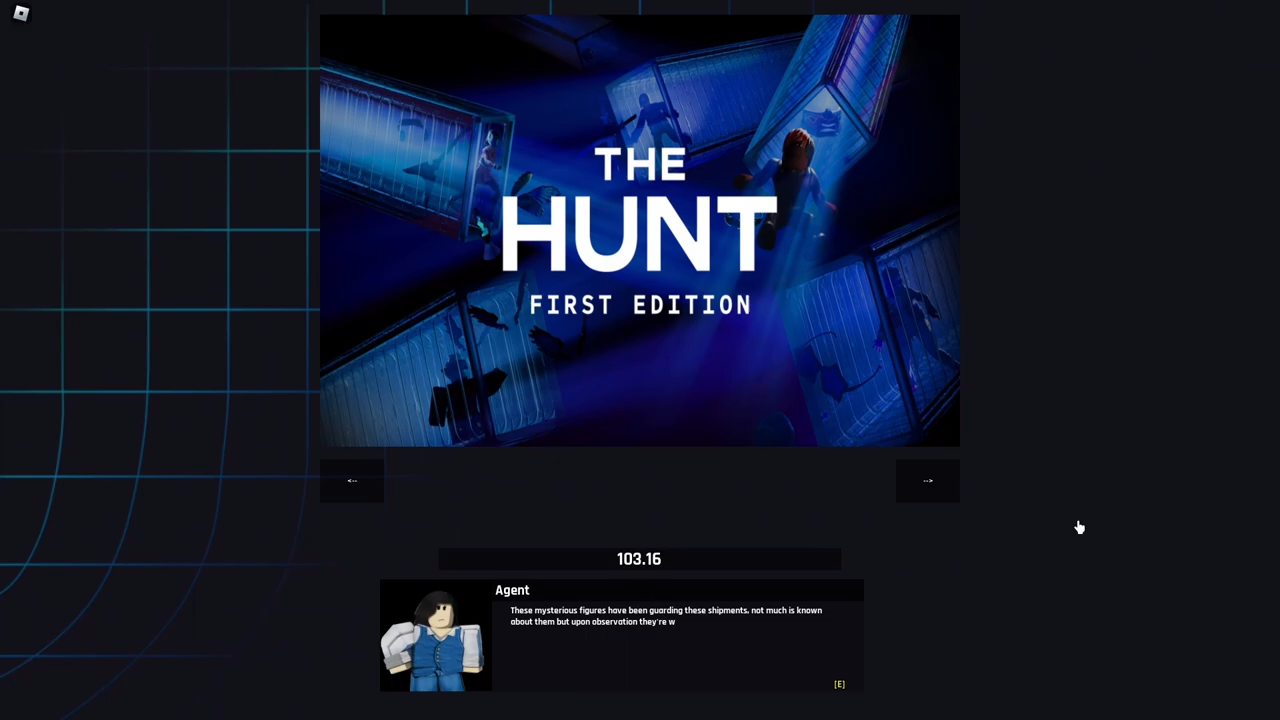 THE
HUNT
FIRST EDITION
<--
-->
103.16
Agent
These mysterious figures have been guarding these shipments, not much is known
about them but upon observation they're w
[E]